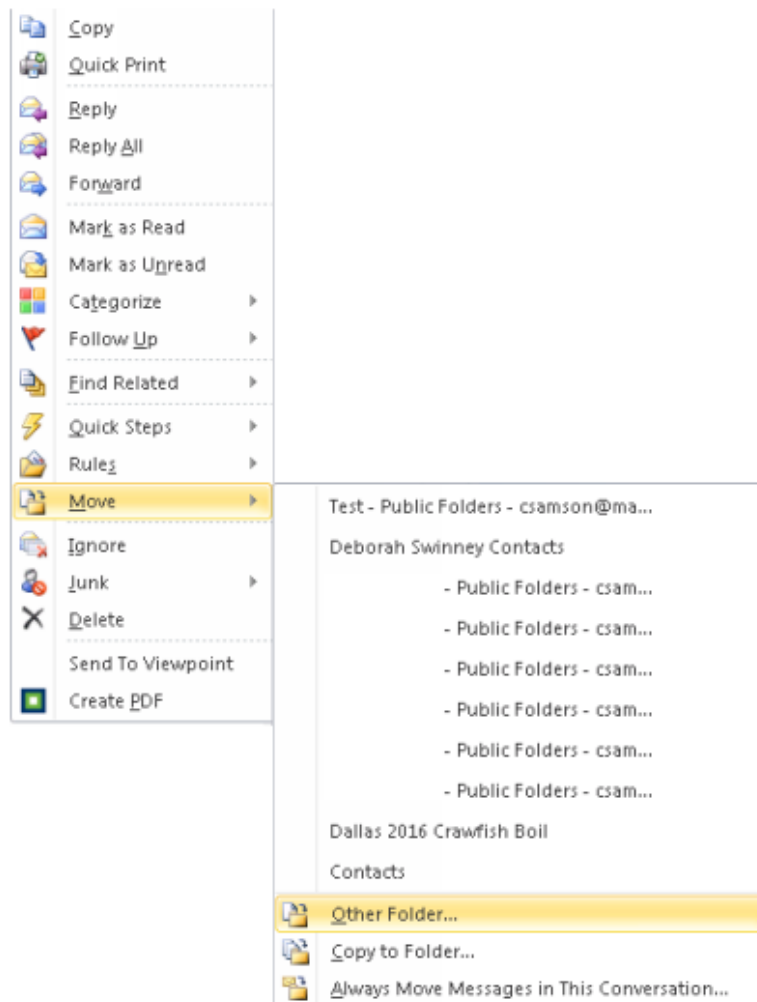 Copy
Quick Print
Reply
Reply All
Forward
Mark as Read
Mark as Unread
Categorize
Follow Up
Find Related
Quick Steps
Rules
Move
Ignore
Junk
Delete
Send To Viewpoint
Create PDF
Test - Public Folders - csamson@ma...
Deborah Swinney Contacts
- Public Folders - csam...
- Public Folders - csam...
- Public Folders - csam...
- Public Folders - csam...
- Public Folders - csam...
- Public Folders - csam...
Dallas 2016 Crawfish Boil
Contacts
Other Folder...
Copy to Folder...
Always Move Messages in This Conversation...